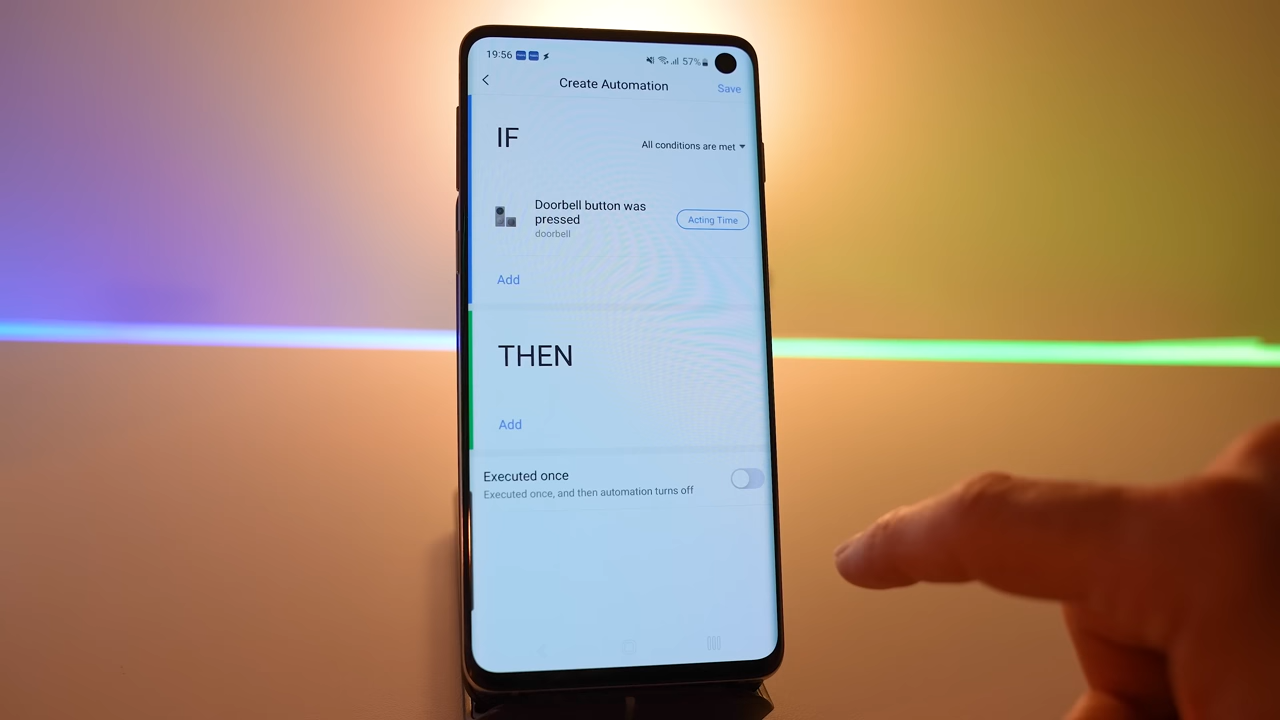 19:56
57%
Create Automation
Save
IF
All conditions are met
Doorbell button was
pressed
Acting Time
doorbell
Add
THEN
Add
Executed once
Executed once, and then automation turns off